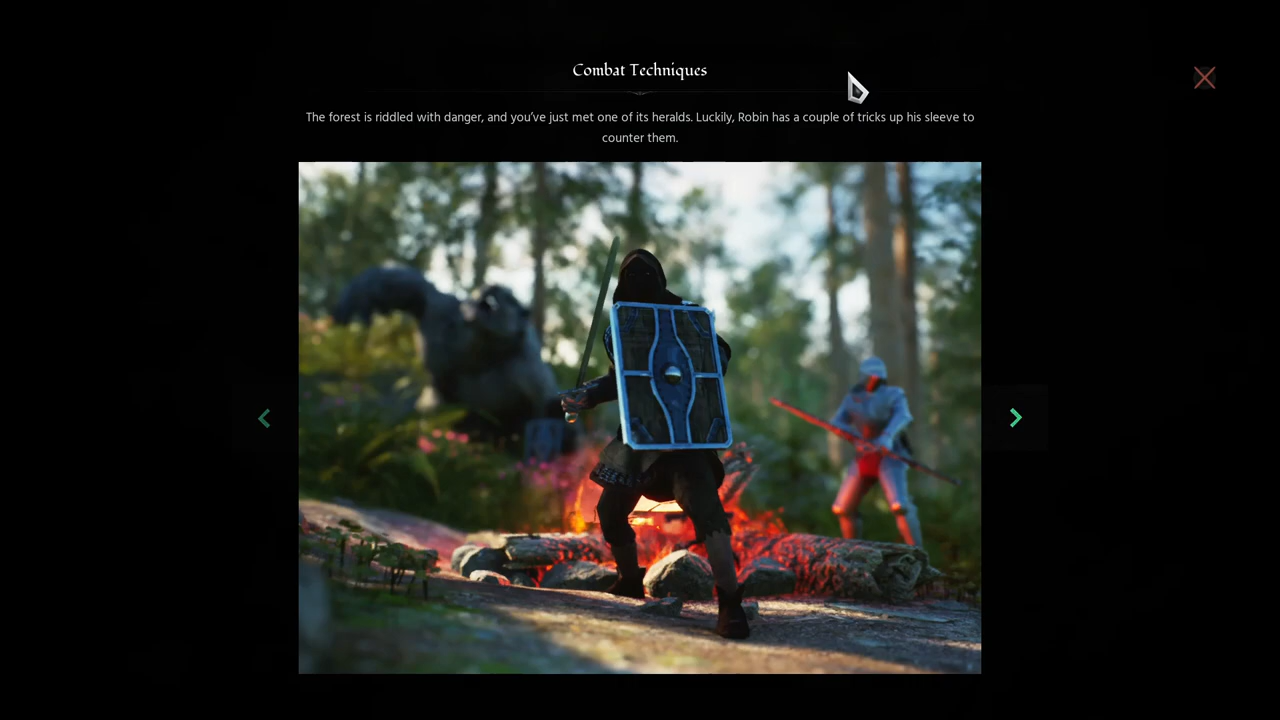 Combat Techniques
The forest is riddled with danger, and you’ve just met one of its heralds. Luckily, Robin has a couple of tricks up his sleeve to
counter them.